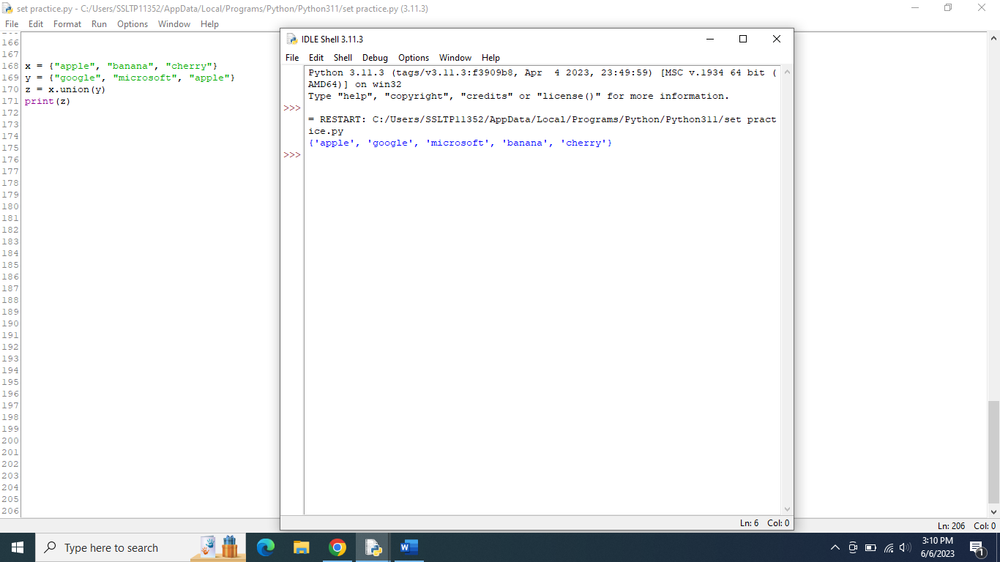 set practice.py - C:/Users/SSLTP11352/AppData/Local/Programs/Python/Python311/set practice.py (3.11.3)
File Edit Format Run Options Window Help
166
167
168 x = {"apple", "banana", "cherry"}
169 y = {"google", "microsoft", "apple"}
170 z = x.union(y)
171 print(z)
172
173
174
175
176
177
178
179
180
181
182
183
184
185
186
187
188
189
190
191
192
193
194
195
196
197
198
199
200
201
202
203
204
205
206
IDLE Shell 3.11.3
File Edit Shell Debug Options Window Help
Python 3.11.3 (tags/v3.11.3:f3909b8, Apr  4 2023, 23:49:59) [MSC v.1934 64 bit (
AMD64)] on win32
Type "help", "copyright", "credits" or "license()" for more information.
>>>
= RESTART: C:/Users/SSLTP11352/AppData/Local/Programs/Python/Python311/set pract
ice.py
{'apple', 'google', 'microsoft', 'banana', 'cherry'}
>>>
Ln: 6 Col: 0
Ln: 206 Col: 0
Type here to search
W
3:10 PM
6/6/2023
1